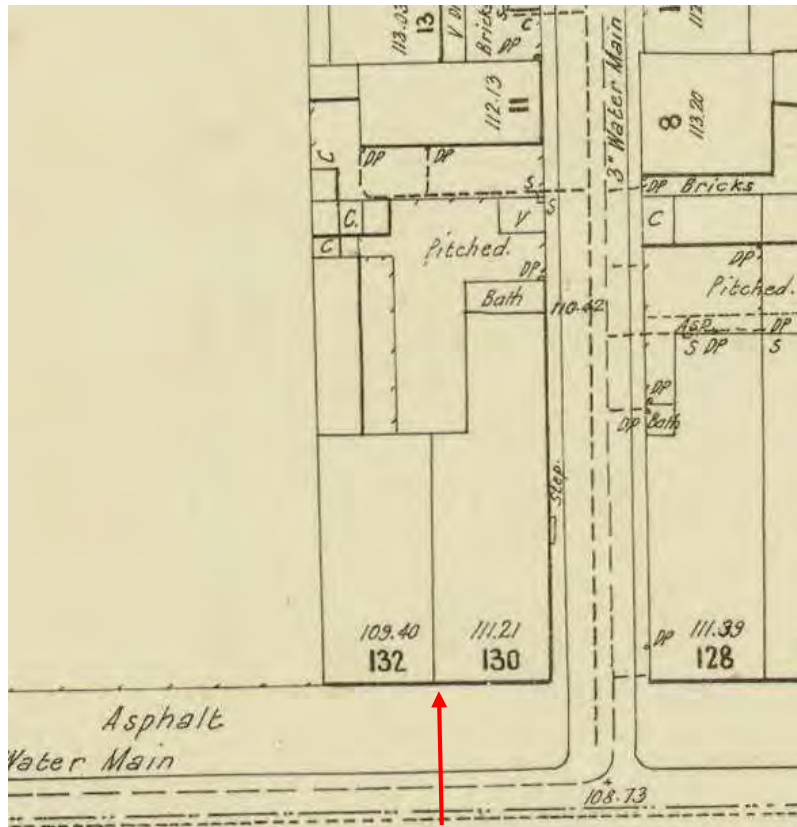 113.03
13
V
Bricks
C
S
DP
3" Water Main
112.13
11
8
113.20
C
DP
DP
S
DP
Bricks
C.
V
S
C
C
Pitched.
DP
DP
Pitched.
Bath
110.42
Asp.
DP
S DP
S
DP
DP
Bath
Step.
109.40
111.21
DP
111.39
132
130
128
Asphalt
Water Main
108.73